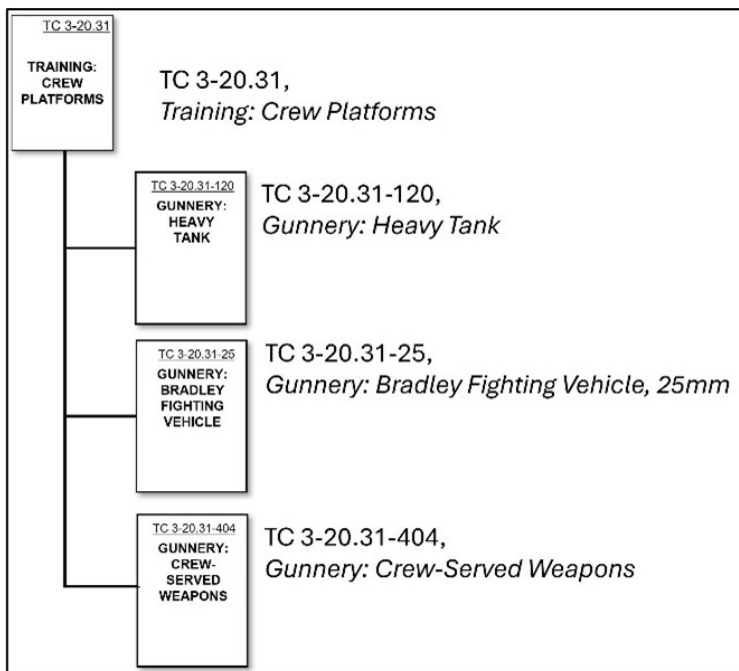 TC 3-20.31
TRAINING:
CREW
PLATFORMS
TC 3-20.31,
Training: Crew Platforms
TC 3-20.31-120
GUNNERY:
HEAVY
TANK
TC 3-20.31-120,
Gunnery: Heavy Tank
TC 3-20.31-25
GUNNERY:
BRADLEY
FIGHTING
VEHICLE
TC 3-20.31-25,
Gunnery: Bradley Fighting Vehicle, 25mm
TC 3-20.31-404
GUNNERY:
CREW-
SERVED
WEAPONS
TC 3-20.31-404,
Gunnery: Crew-Served Weapons